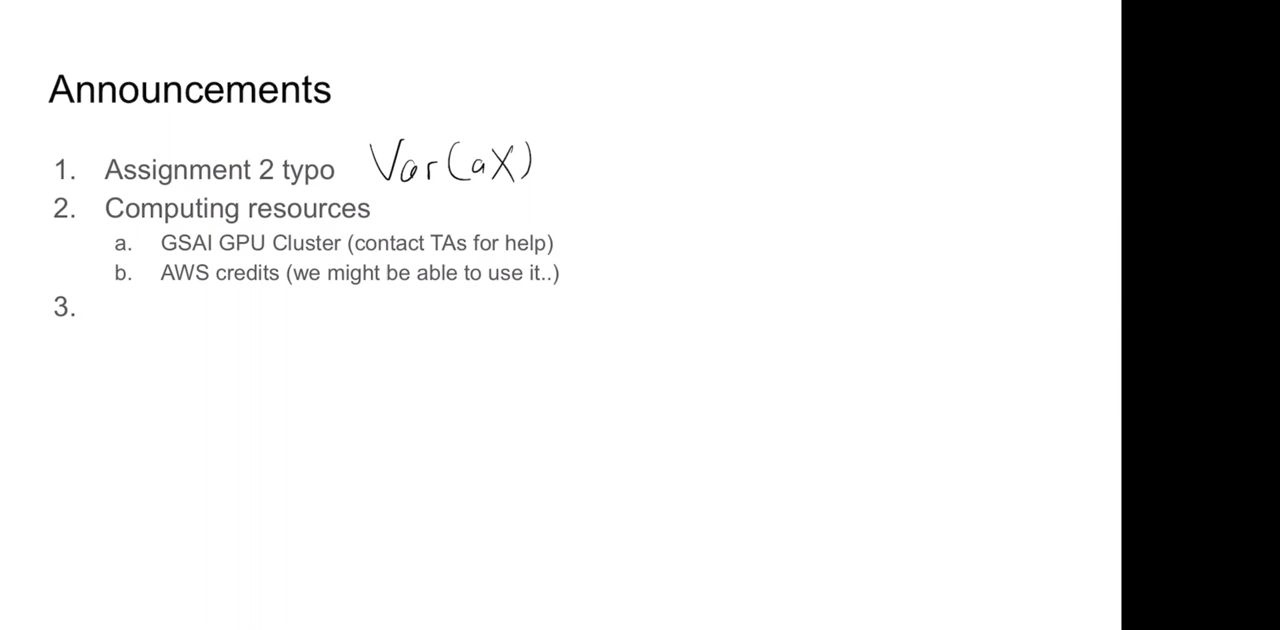 Announcements
1. Assignment 2 typo Var(aX)
2. Computing resources
a. GSAI GPU Cluster (contact TAs for help)
b. AWS credits (we might be able to use it..)
3.